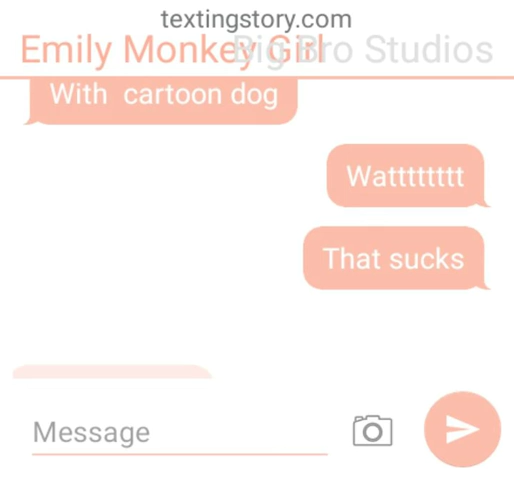 textingstory.com
Emily Monkey Girl Big Bro Studios
With cartoon dog
Watttttttt
That sucks
Message